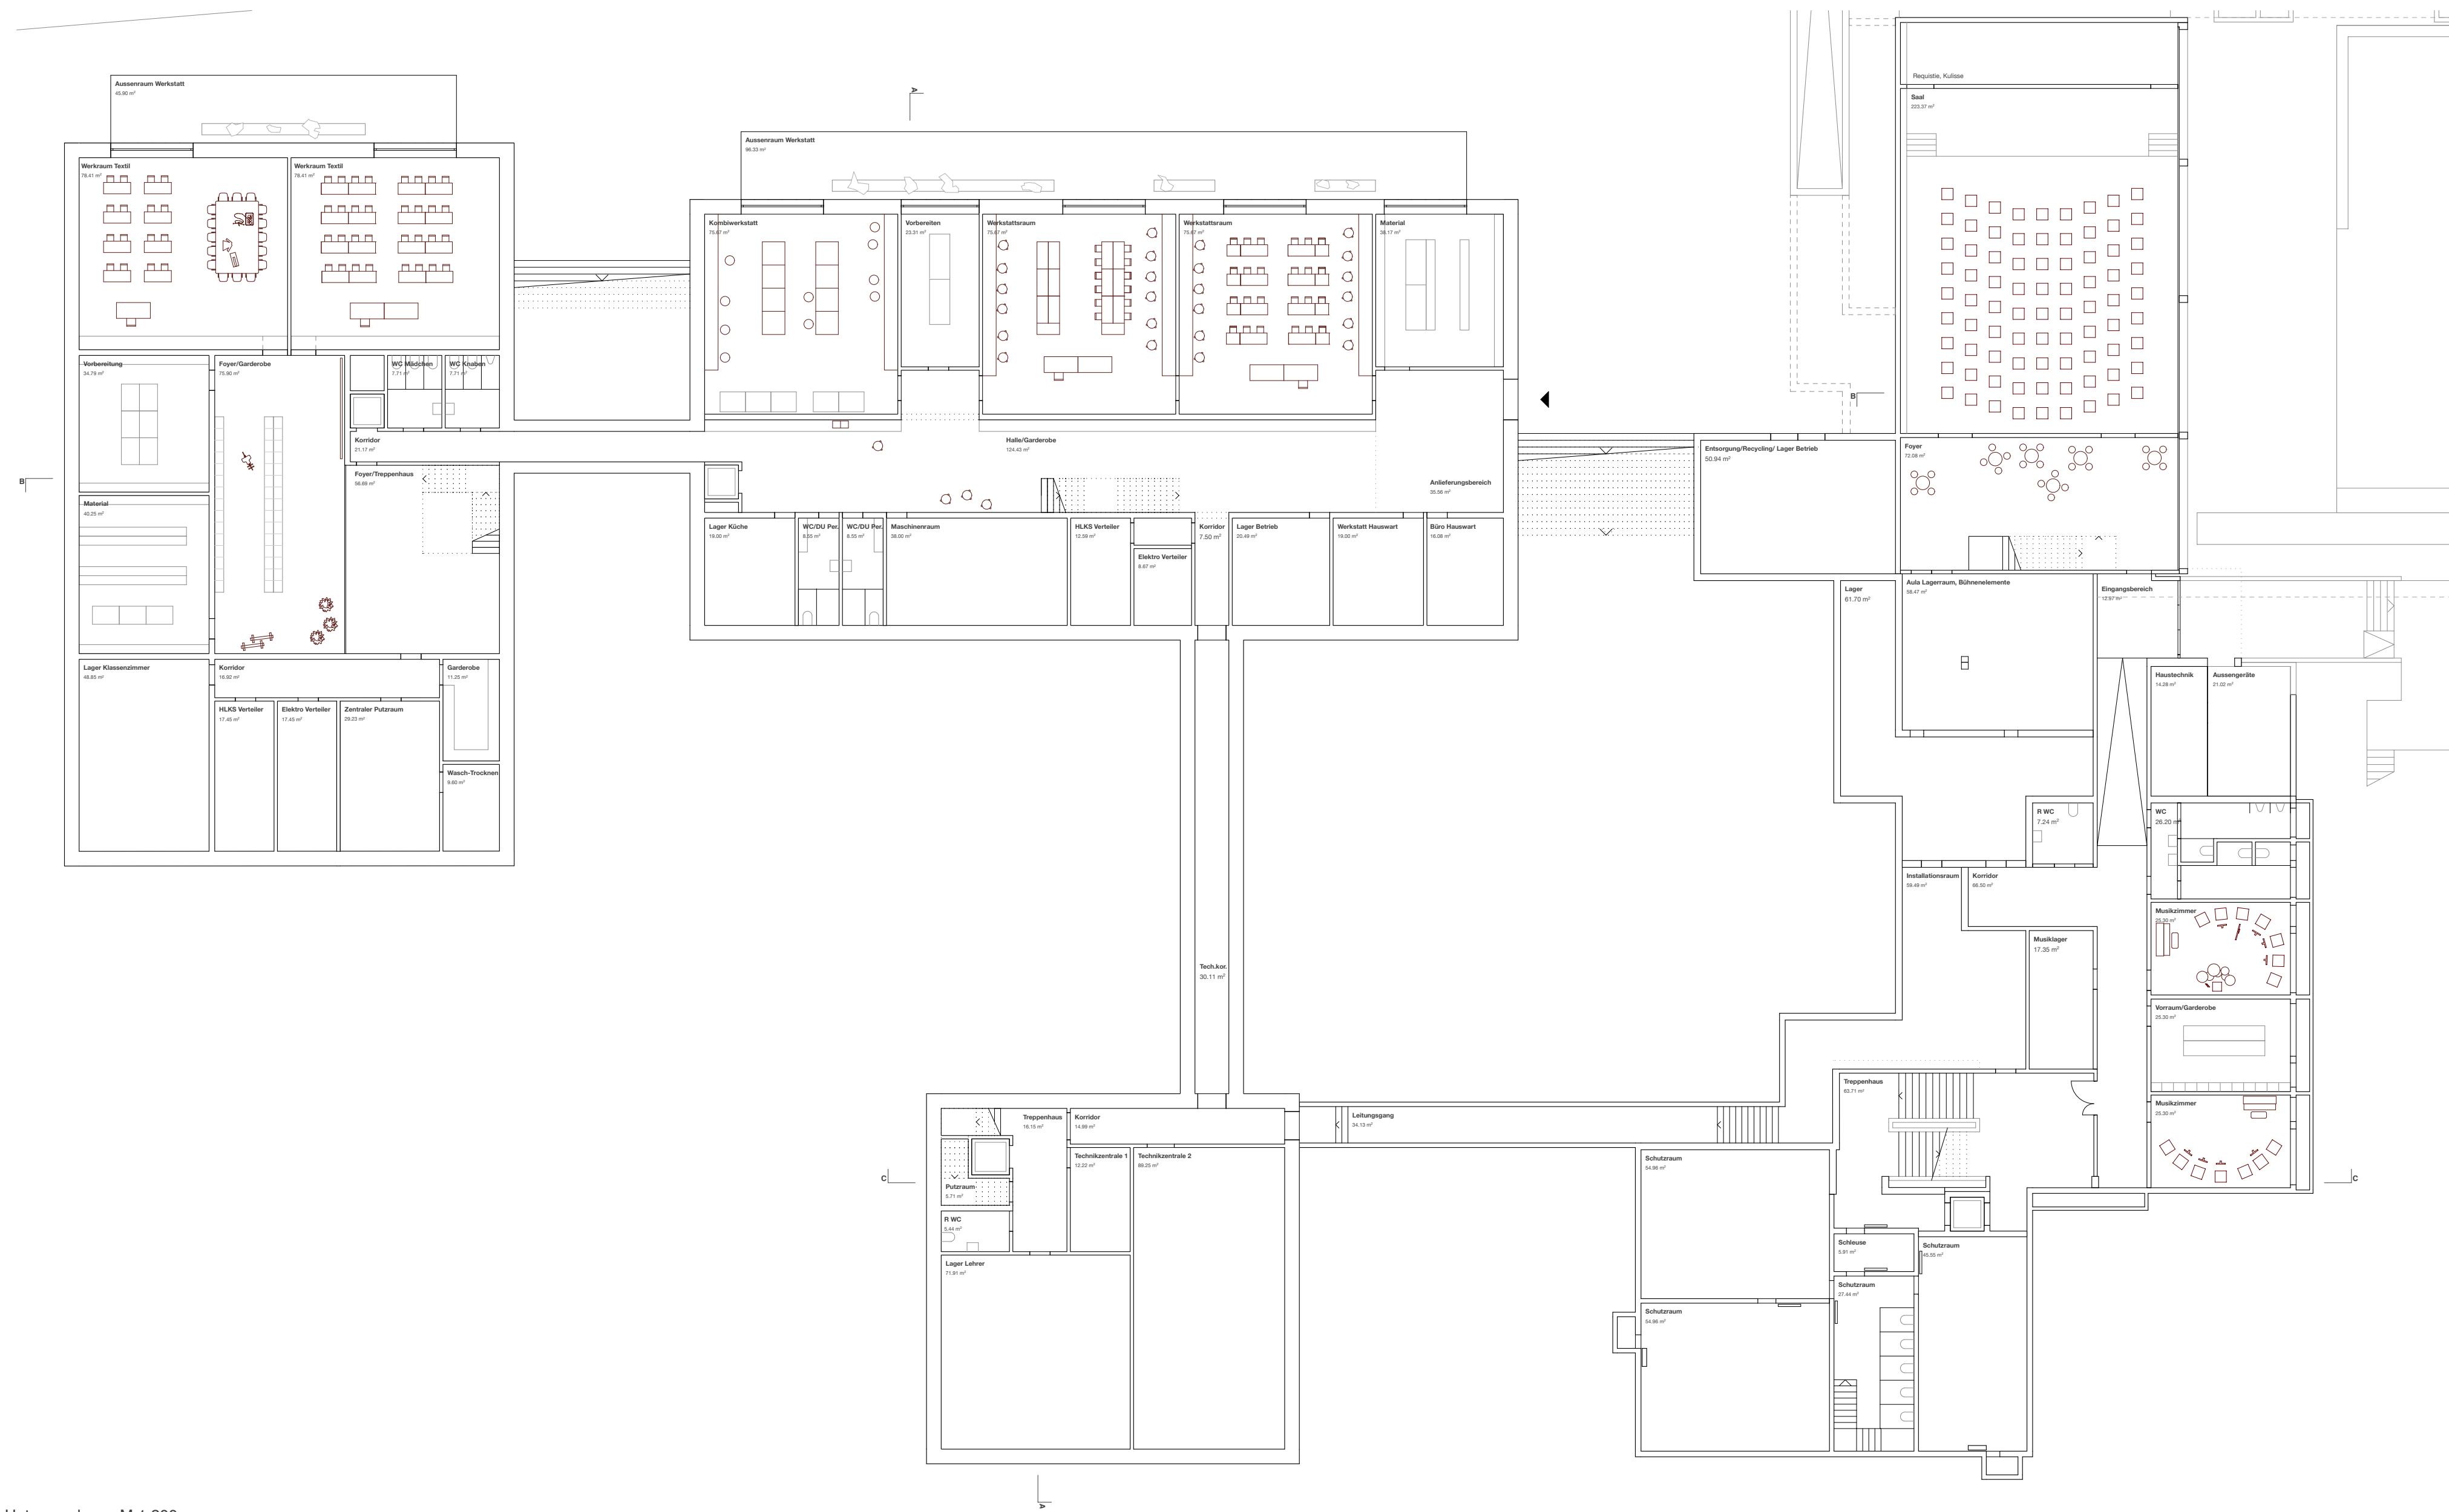 Aussenraum Werkstatt
45.90 m²
A
Aussenraum Werkstatt
96.33 m²
Requistie, Kulisse
Saal
223.37 m²
Werkraum Textil
78.41 m²
Werkraum Textil
78.41 m²
Kombiwerkstatt
75.67 m²
Vorbereiten
23.31 m²
Werkstattsraum
75.67 m²
Werkstattsraum
75.67 m²
Material
36.17 m²
Vorbereitung
34.79 m²
Foyer/Garderobe
75.90 m²
WC Mädchen
7.71 m²
WC Knaben
7.71 m²
B
Korridor
21.17 m²
Halle/Garderobe
124.43 m²
Entsorgung/Recycling/ Lager Betrieb
50.94 m²
Foyer
72.09 m²
B
Foyer/Treppenhaus
56.69 m²
Anlieferungsbereich
35.56 m²
Material
40.25 m²
Lager Küche
19.00 m²
WC/DU Per.
8.55 m²
WC/DU Per.
8.55 m²
Maschinenraum
38.00 m²
HLKS Verteiler
12.59 m²
Elektro Verteiler
8.67 m²
Korridor
7.50 m²
Lager Betrieb
20.49 m²
Werkstatt Hauswart
19.00 m²
Büro Hauswart
16.08 m²
Lager
61.70 m²
Aula Lagerraum, Bühnenelemente
58.47 m²
Eingangsbereich
Lager Klassenzimmer
48.85 m²
Korridor
16.92 m²
Garderobe
11.25 m²
Haustechnik
14.28 m²
Aussengeräte
21.02 m²
HLKS Verteiler
17.45 m²
Elektro Verteiler
17.45 m²
Zentraler Putzraum
29.23 m²
Wasch-Trocknen
9.60 m²
R WC
7.24 m²
WC
26.20 m²
Installationsraum
59.49 m²
Korridor
Musikzimmer
25.30 m²
Musiklager
17.35 m²
Tech.kor.
30.11 m²
Vorraum/Garderobe
25.30 m²
Treppenhaus
63.71 m²
Musikzimmer
25.30 m²
Treppenhaus
16.15 m²
Korridor
14.89 m²
Leitungsgang
34.13 m²
Technikzentrale 1
12.22 m²
Technikzentrale 2
89.25 m²
Schutzraum
54.96 m²
C
Putzraum
5.71 m²
C
R WC
5.44 m²
Schleuse
5.91 m²
Schutzraum
45.55 m²
Lager Lehrer
71.91 m²
Schutzraum
27.44 m²
Schutzraum
54.96 m²
A